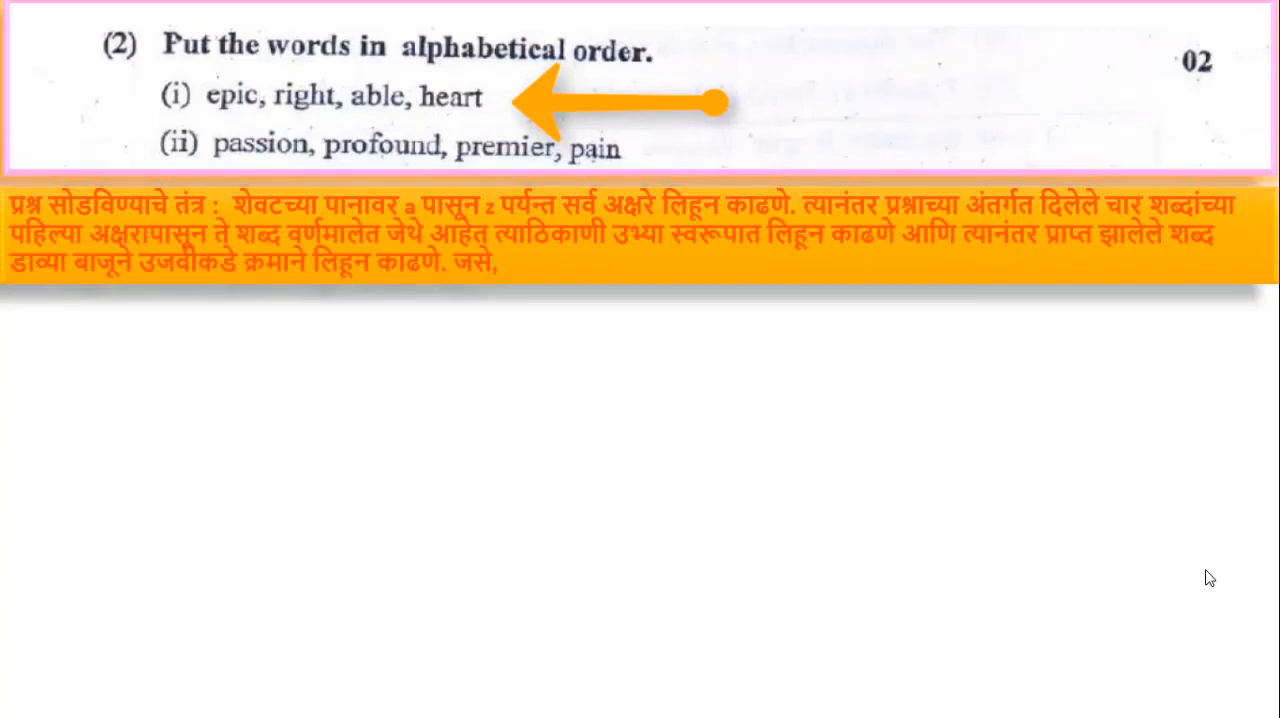 (2) Put the words in alphabetical order. 02
(i) epic, right, able, heart
(ii) passion, profound, premier, pain
प्रश्न सोडविण्याचे तंत्र : शेवटच्या पानावर a पासून z पर्यन्त सर्व अक्षरे लिहून काढणे. त्यानंतर प्रश्नाच्या अंतर्गत दिलेले चार शब्दांच्या
पहिल्या अक्षरापासून ते शब्द वर्णमालेत जेथे आहेत त्याठिकाणी उभ्या स्वरूपात लिहून काढणे आणि त्यानंतर प्राप्त झालेले शब्द
डाव्या बाजूने उजवीकडे क्रमाने लिहून काढणे. जसे,